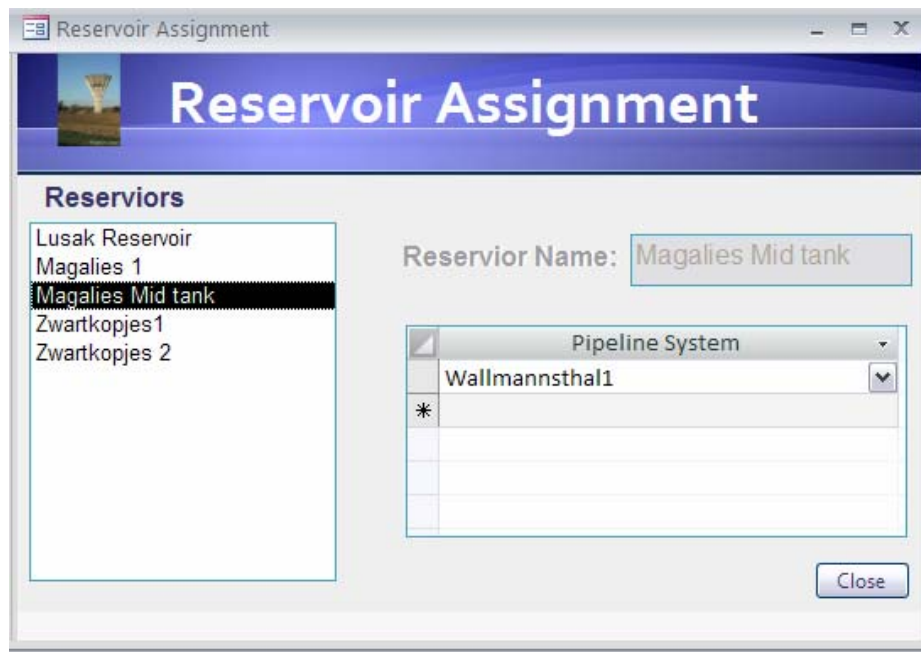 Reservoir Assignment
Reservoir Assignment
Reserviors
Lusak Reservoir
Magalies 1
Magalies Mid tank
Zwartkopjes1
Zwartkopjes 2
Reservior Name: Magalies Mid tank
Pipeline System
Wallmannsthal1
*
Close